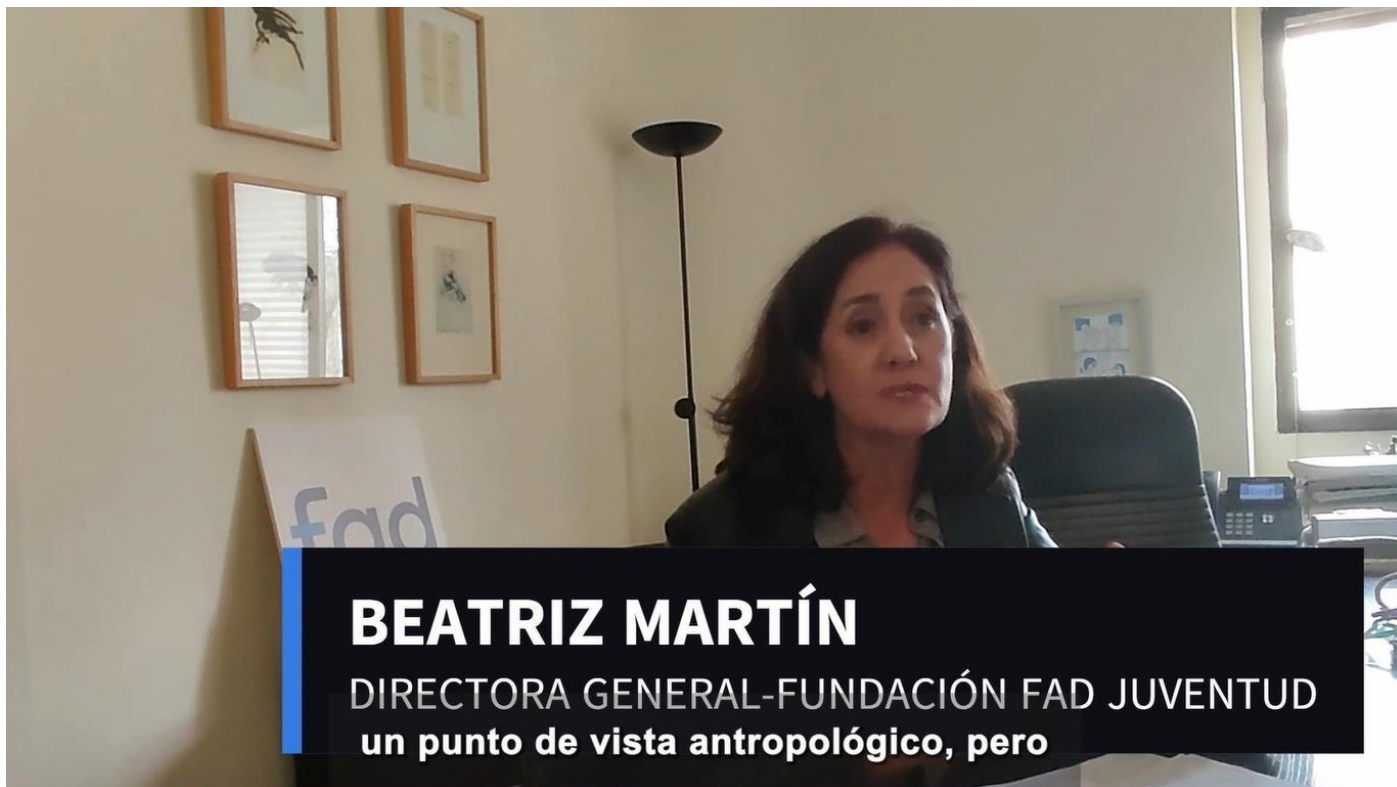 fad
BEATRIZ MARTÍN
DIRECTORA GENERAL-FUNDACIÓN FAD JUVENTUD
un punto de vista antropológico, pero